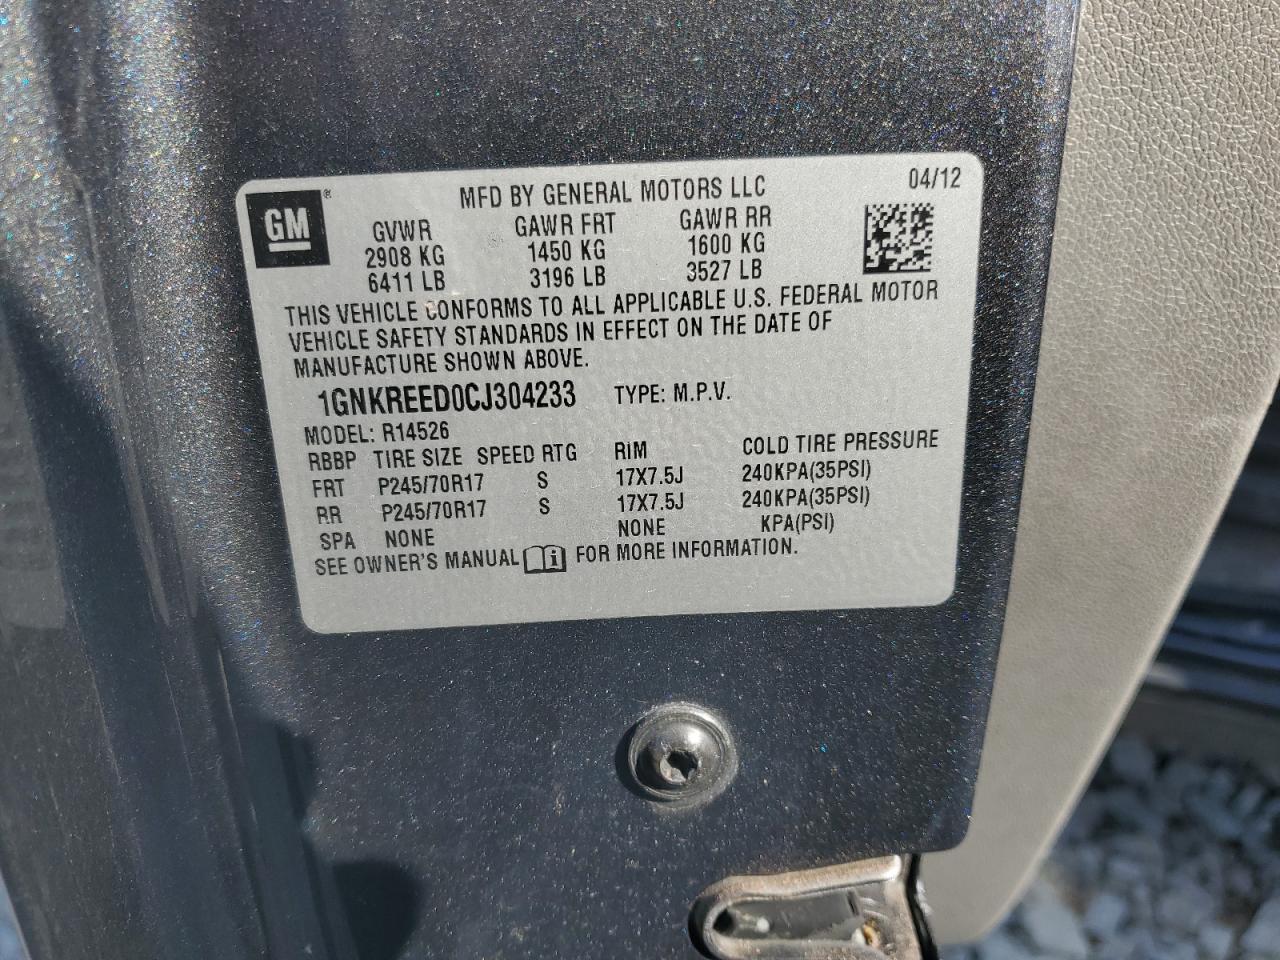 GM ®
MFD BY GENERAL MOTORS LLC 04/12
GVWR GAWR FRT GAWR RR
2908 KG 1450 KG 1600 KG
6411 LB 3196 LB 3527 LB
THIS VEHICLE CONFORMS TO ALL APPLICABLE U.S. FEDERAL MOTOR
VEHICLE SAFETY STANDARDS IN EFFECT ON THE DATE OF
MANUFACTURE SHOWN ABOVE.
1GNKREED0CJ304233 TYPE: M.P.V.
MODEL: R14526
RBBP TIRE SIZE SPEED RTG RIM COLD TIRE PRESSURE
FRT P245/70R17 S 17X7.5J 240KPA(35PSI)
RR P245/70R17 S 17X7.5J 240KPA(35PSI)
SPA NONE NONE KPA(PSI)
SEE OWNER'S MANUAL i FOR MORE INFORMATION.